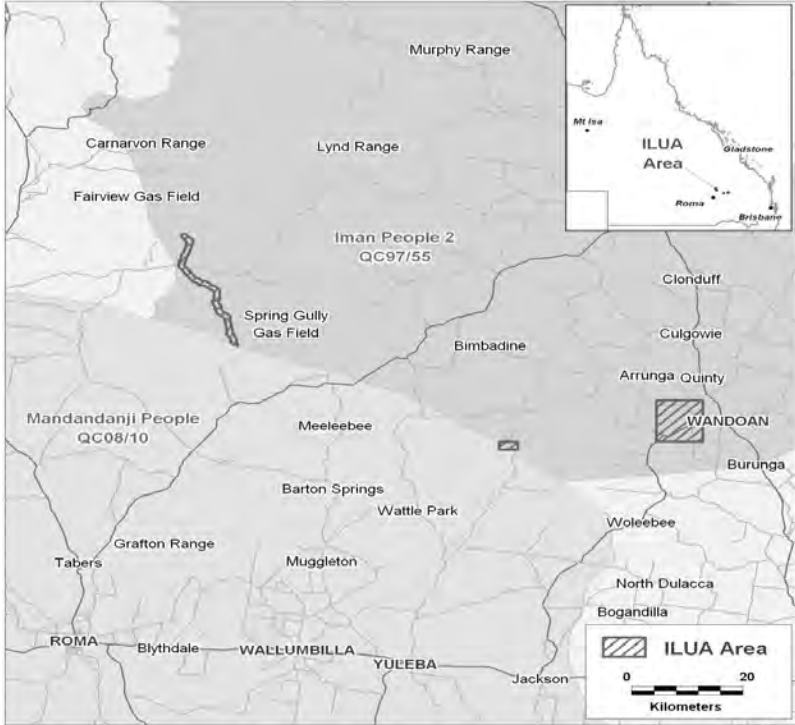 Murphy Range
Carnarvon Range
Lynd Range
Fairview Gas Field
Iman People 2
QC97/55
Spring Gully
Gas Field
Bimbadine
Clonduff
Culgowie
Arrunga
Quinty
WANDOAN
Burunga
Mandandanji People
QC08/10
Meeleebee
Barton Springs
Wattle Park
Woleebee
Grafton Range
Tabers
Muggleton
North Dulacca
Bogandilla
ROMA
Blythdale
WALLUMBILLA
YULEBA
Jackson
Mt Isa
ILUA
Area
Gladstone
Roma
Brisbane
ILUA Area
0 20
Kilometers